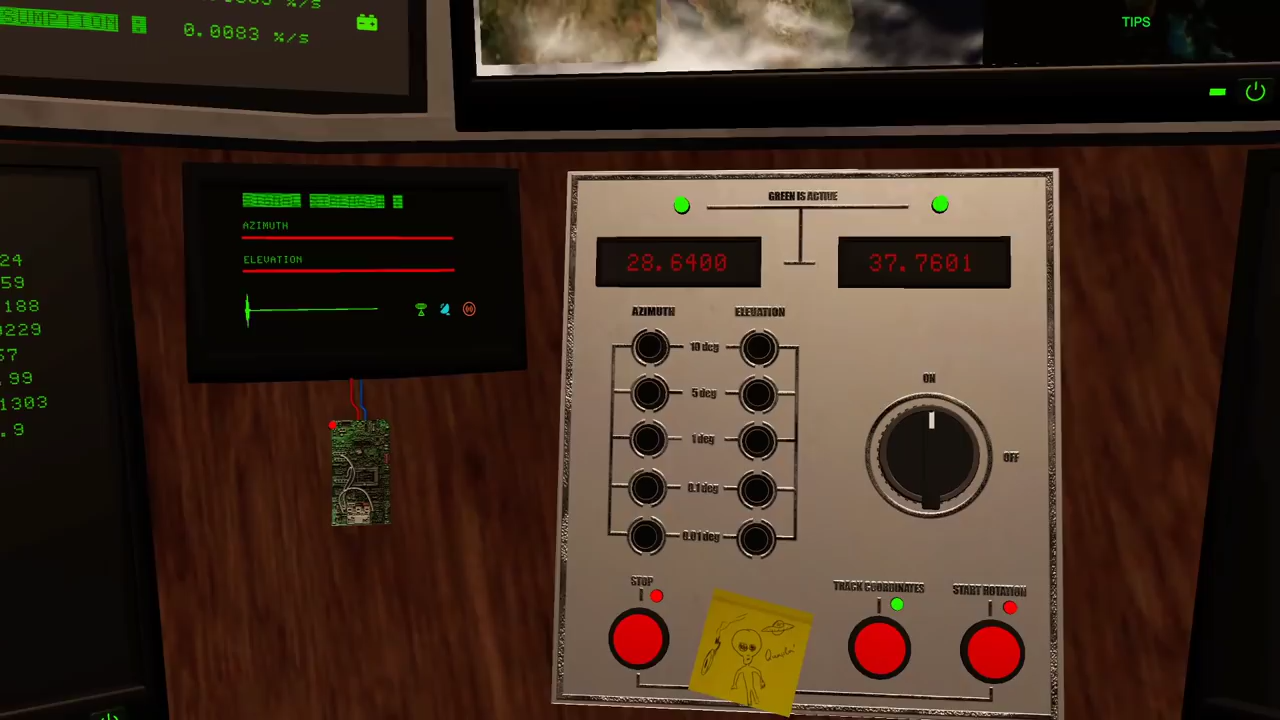 SUMPTION
0.0083 %/s
TIPS
24
59
188
229
67
.99
1303
.9
AZIMUTH
ELEVATION
GREEN IS ACTIVE
28.6400
37.7601
AZIMUTH
ELEVATION
10 deg
5 deg
1 deg
0.1 deg
0.01 deg
ON
OFF
STOP
TRACK COORDINATES
START ROTATION